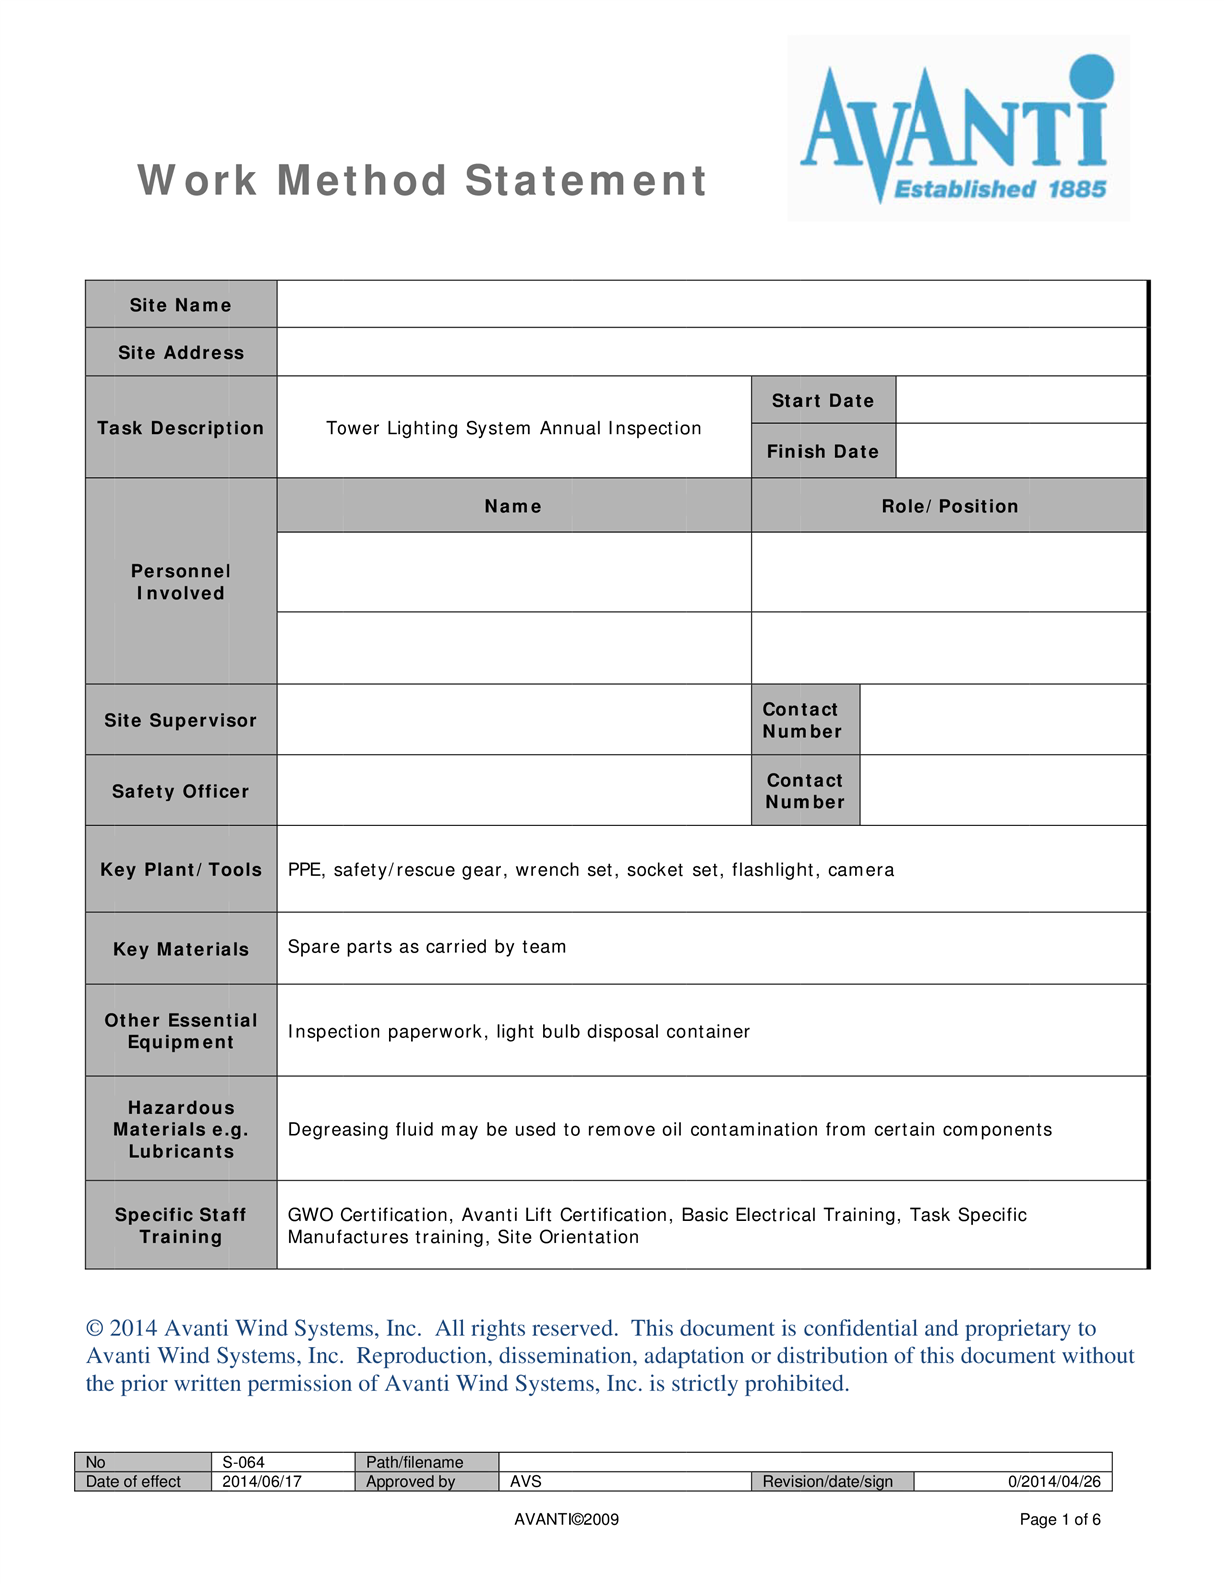 AVANTi
Established 1885
Work Method Statement
Site Name
Site Address
Task Description
Tower Lighting System Annual Inspection
Start Date
Finish Date
Personnel
Involved
Name
Role/Position
Site Supervisor
Contact
Number
Safety Officer
Contact
Number
Key Plant/Tools
PPE, safety/rescue gear, wrench set, socket set, flashlight, camera
Key Materials
Spare parts as carried by team
Other Essential
Equipment
Inspection paperwork, light bulb disposal container
Hazardous
Materials e.g.
Lubricants
Degreasing fluid may be used to remove oil contamination from certain components
Specific Staff
Training
GWO Certification, Avanti Lift Certification, Basic Electrical Training, Task Specific
Manufactures training, Site Orientation
© 2014 Avanti Wind Systems, Inc. All rights reserved. This document is confidential and proprietary to
Avanti Wind Systems, Inc. Reproduction, dissemination, adaptation or distribution of this document without
the prior written permission of Avanti Wind Systems, Inc. is strictly prohibited.
No S-064 Path/filename
Date of effect 2014/06/17 Approved by AVS Revision/date/sign 0/2014/04/26
AVANTI©2009 Page 1 of 6